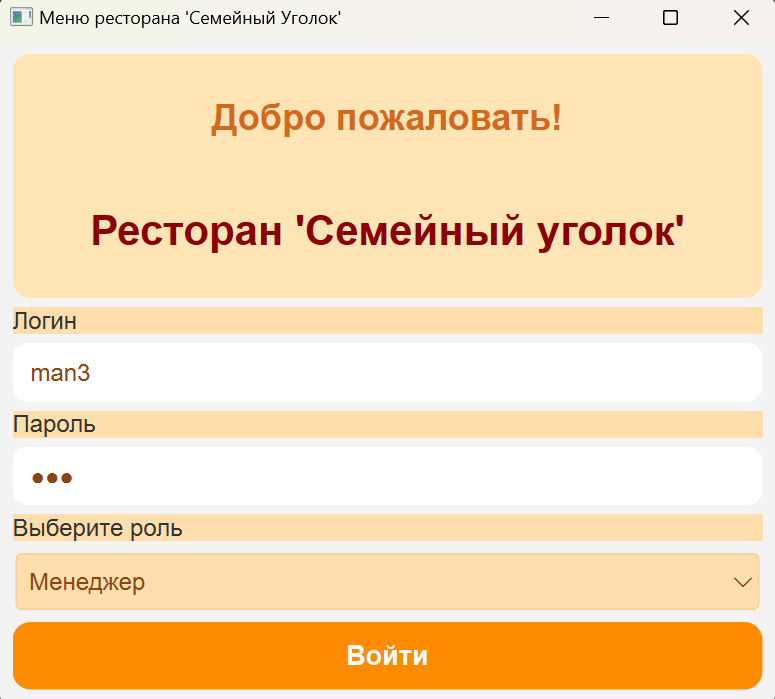 Меню ресторана 'Семейный Уголок'
Добро пожаловать!
Ресторан 'Семейный уголок'
Логин
man3
Пароль
●●●
Выберите роль
Менеджер
Войти